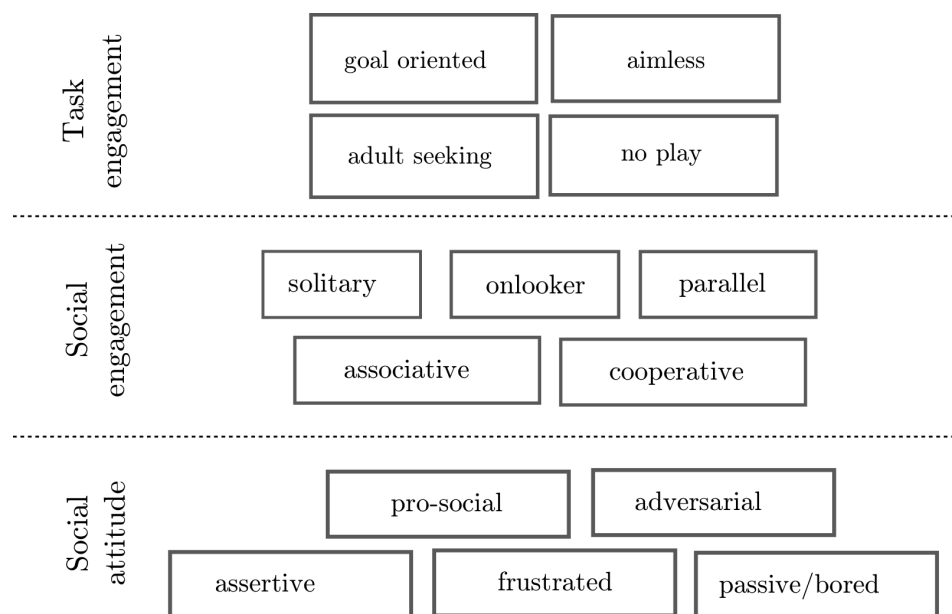 Task
engagement
goal oriented
aimless
adult seeking
no play
Social
engagement
solitary
onlooker
parallel
associative
cooperative
Social
attitude
pro-social
adversarial
assertive
frustrated
passive/bored